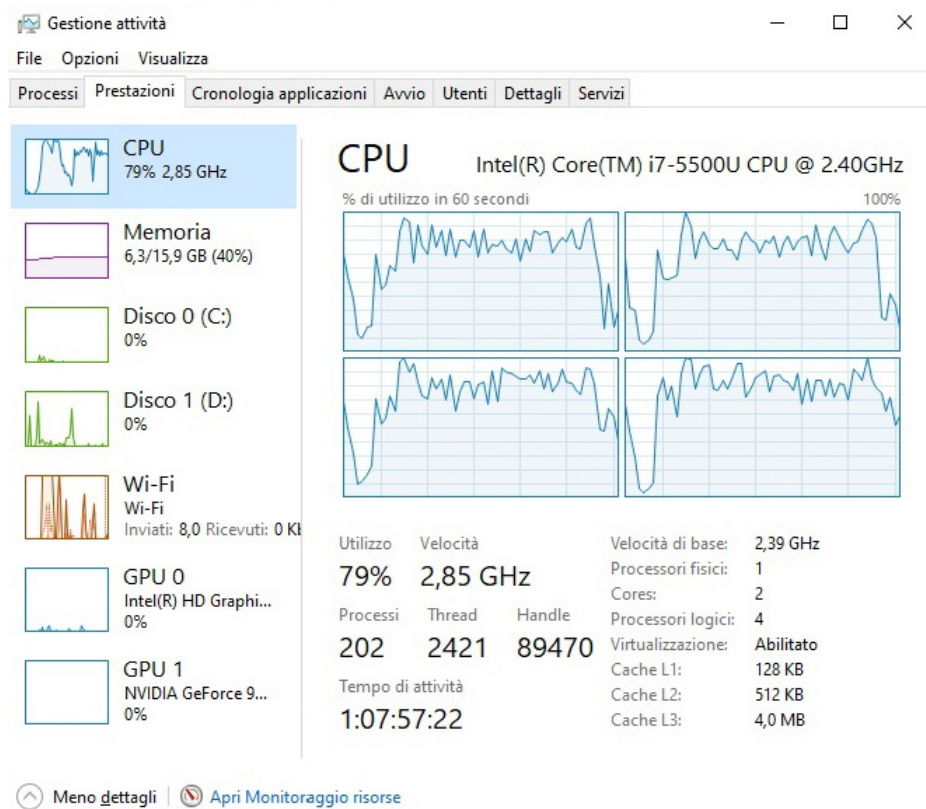 Gestione attività
File Opzioni Visualizza
Processi Prestazioni Cronologia applicazioni Avvio Utenti Dettagli Servizi
CPU
79% 2,85 GHz
Memoria
6,3/15,9 GB (40%)
Disco 0 (C:)
0%
Disco 1 (D:)
0%
Wi-Fi
Wi-Fi
Inviati: 8,0 Ricevuti: 0 Kb
GPU 0
Intel(R) HD Graphi...
0%
GPU 1
NVIDIA GeForce 9...
0%
CPU Intel(R) Core(TM) i7-5500U CPU @ 2.40GHz
% di utilizzo in 60 secondi 100%
Utilizzo Velocità
79% 2,85 GHz
Processi Thread Handle
202 2421 89470
Tempo di attività
1:07:57:22
Velocità di base: 2,39 GHz
Processori fisici: 1
Cores: 2
Processori logici: 4
Virtualizzazione: Abilitato
Cache L1: 128 KB
Cache L2: 512 KB
Cache L3: 4,0 MB
Meno dettagli Apri Monitoraggio risorse